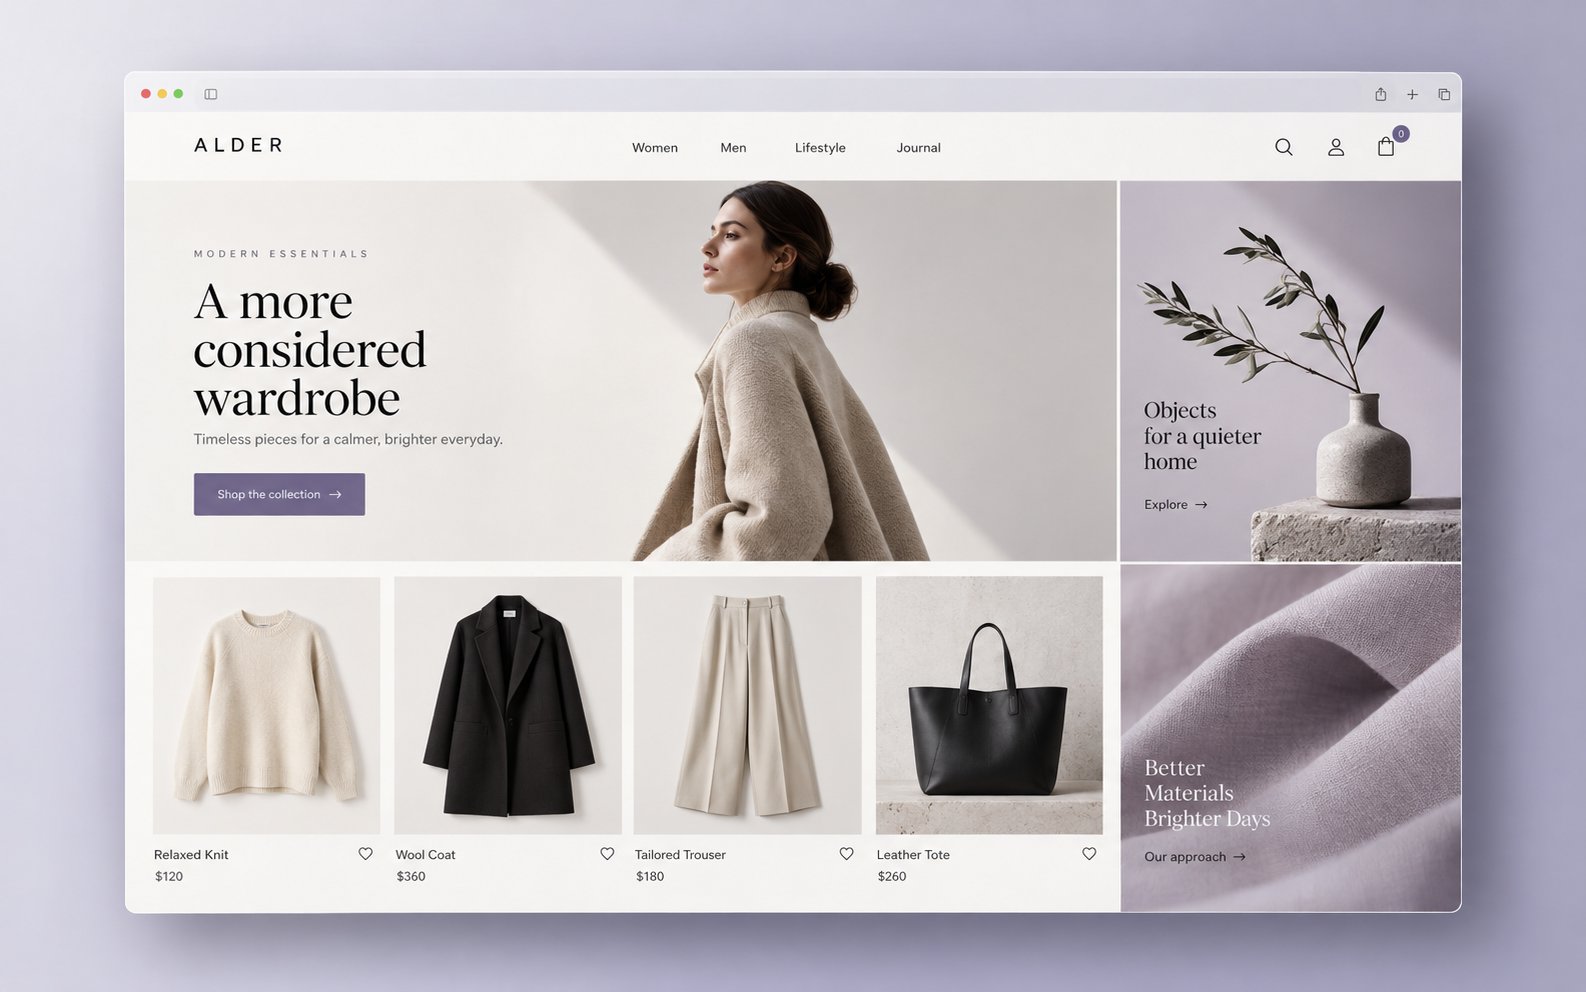 ALDER
Women
Men
Lifestyle
Journal
0
MODERN ESSENTIALS
A more
considered
wardrobe
Timeless pieces for a calmer, brighter everyday.
Shop the collection →
Objects
for a quieter
home
Explore →
Relaxed Knit
$120
Wool Coat
$360
Tailored Trouser
$180
Leather Tote
$260
Better
Materials
Brighter Days
Our approach →